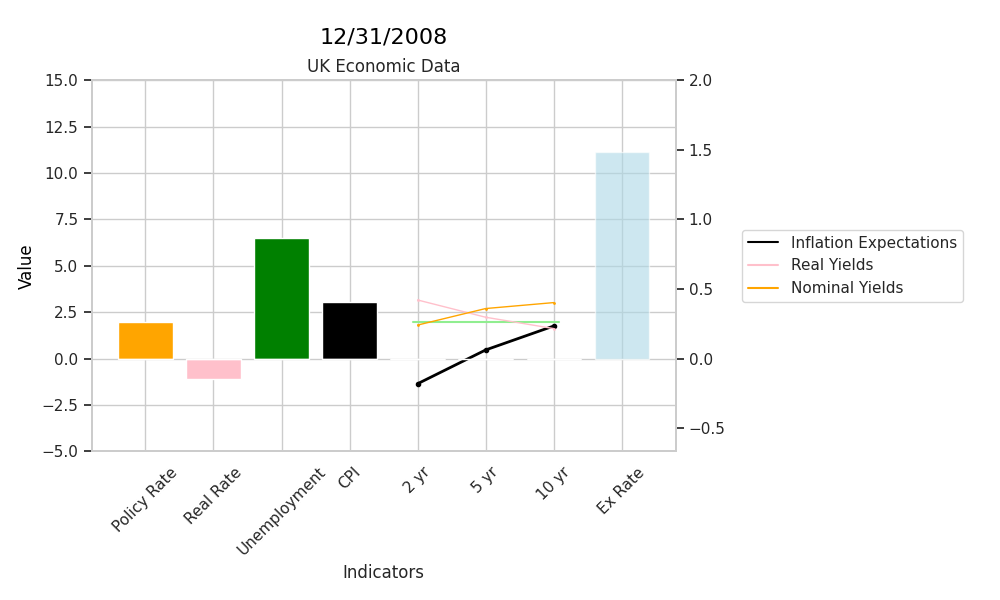 12/31/2008
UK Economic Data
15.0
12.5
10.0
7.5
5.0
2.5
0.0
−2.5
−5.0
Value
2.0
1.5
1.0
0.5
0.0
−0.5
Inflation Expectations
Real Yields
Nominal Yields
Policy Rate
Real Rate
Unemployment
CPI
2 yr
5 yr
10 yr
Ex Rate
Indicators